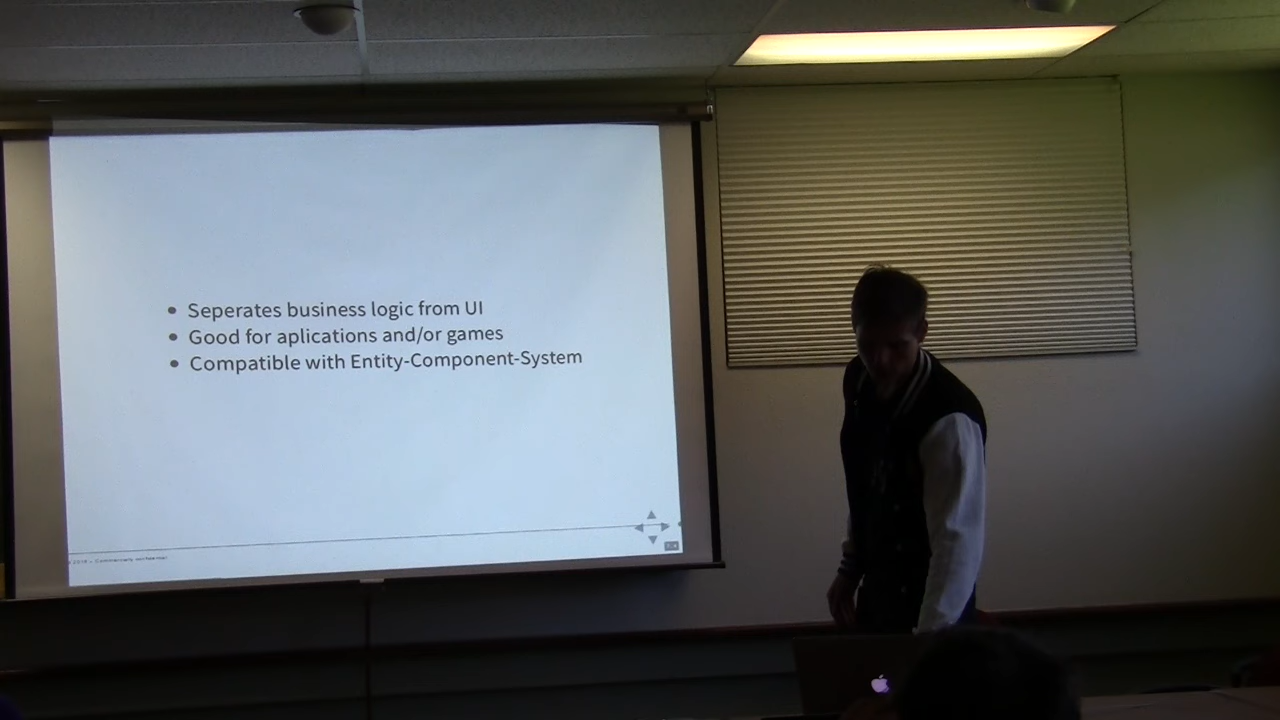 • Seperates business logic from UI
• Good for aplications and/or games
• Compatible with Entity-Component-System